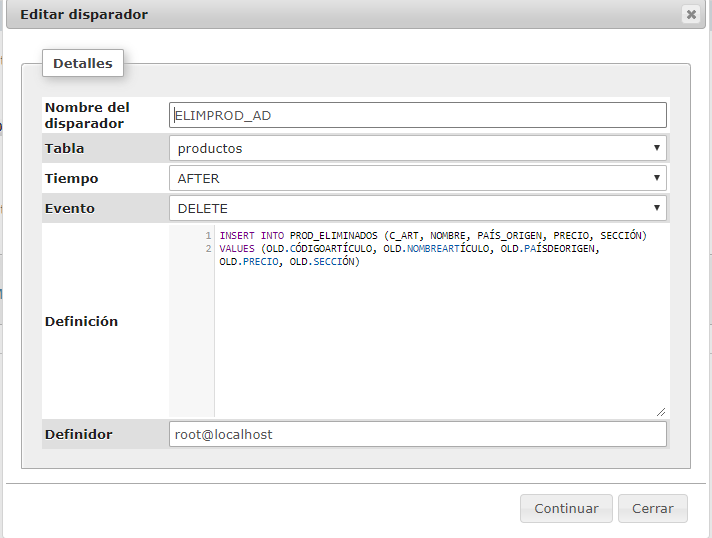 Editar disparador
Detalles
Nombre del disparador ELIMPROD_AD
Tabla productos
Tiempo AFTER
Evento DELETE
Definición
1 INSERT INTO PROD_ELIMINADOS (C_ART, NOMBRE, PAÍS_ORIGEN, PRECIO, SECCIÓN)
2 VALUES (OLD.CÓDIGOARTÍCULO, OLD.NOMBREARTÍCULO, OLD.PAÍSDEORIGEN,
OLD.PRECIO, OLD.SECCIÓN)
Definidor root@localhost
Continuar Cerrar